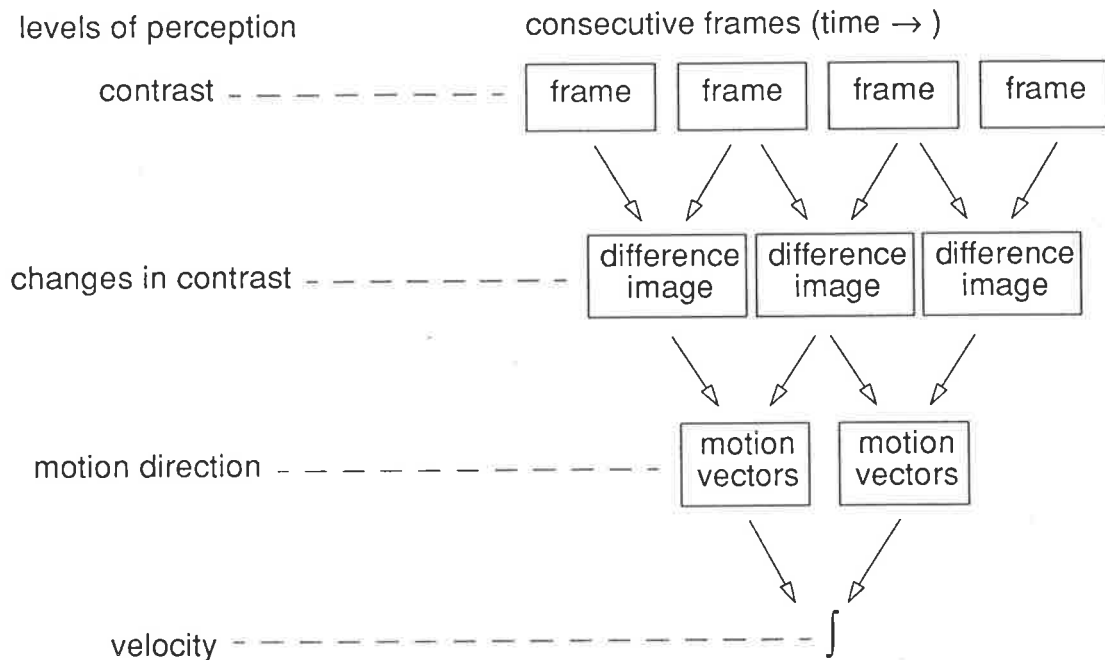 levels of perception
consecutive frames (time → )
contrast
frame
frame
frame
frame
changes in contrast
difference
image
difference
image
difference
image
motion direction
motion
vectors
motion
vectors
velocity
∫